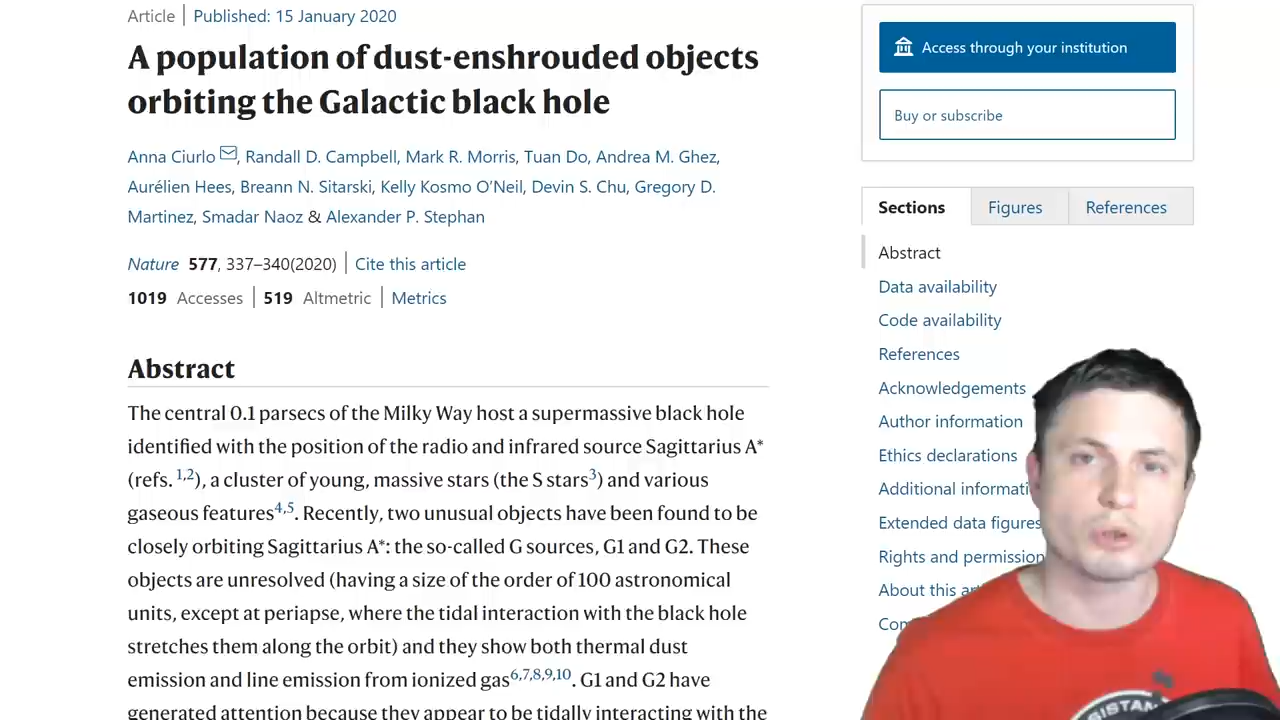 Article | Published: 15 January 2020
A population of dust-enshrouded objects
orbiting the Galactic black hole
Anna Ciurlo, Randall D. Campbell, Mark R. Morris, Tuan Do, Andrea M. Ghez,
Aurélien Hees, Breann N. Sitarski, Kelly Kosmo O’Neil, Devin S. Chu, Gregory D.
Martinez, Smadar Naoz & Alexander P. Stephan
Nature 577, 337–340(2020) | Cite this article
1019 Accesses | 519 Altmetric | Metrics
Abstract
The central 0.1 parsecs of the Milky Way host a supermassive black hole
identified with the position of the radio and infrared source Sagittarius A*
(refs. 1,2), a cluster of young, massive stars (the S stars3) and various
gaseous features4,5. Recently, two unusual objects have been found to be
closely orbiting Sagittarius A*: the so-called G sources, G1 and G2. These
objects are unresolved (having a size of the order of 100 astronomical
units, except at periapse, where the tidal interaction with the black hole
stretches them along the orbit) and they show both thermal dust
emission and line emission from ionized gas6,7,8,9,10. G1 and G2 have
generated attention because they appear to be tidally interacting with the
Access through your institution
Buy or subscribe
Sections
Figures
References
Abstract
Data availability
Code availability
References
Acknowledgements
Author information
Ethics declarations
Additional informati
Extended data figures
Rights and permission
About this art
Con
ISTAN